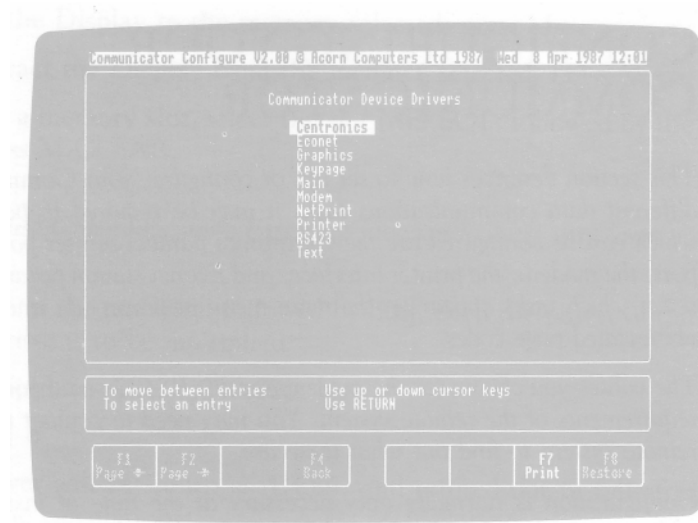 Communicator Configure V2.00 © Acorn Computers Ltd 1987 Wed 8 Apr 1987 12:01
Communicator Device Drivers
Centronics
Econet
Graphics
Keypage
Main
Modem
NetPrint
Printer
RS423
Text
To move between entries Use up or down cursor keys
To select an entry Use RETURN
F1 F2 F4 F7 F8
Page ← Page → Back Print Restore